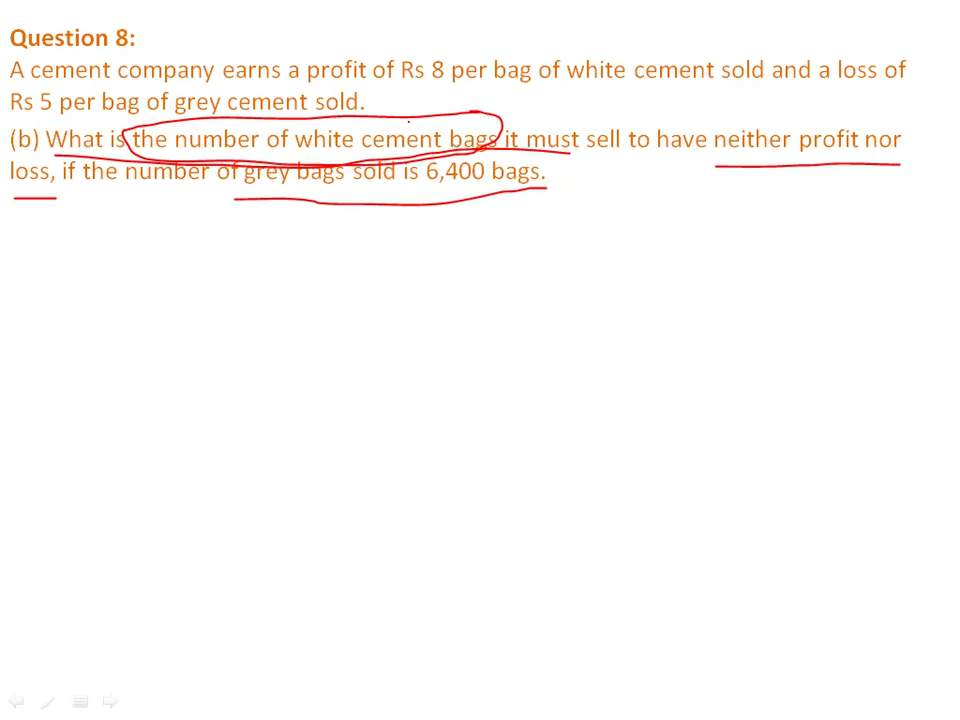 Question 8:
A cement company earns a profit of Rs 8 per bag of white cement sold and a loss of
Rs 5 per bag of grey cement sold.
(b) What is the number of white cement bags it must sell to have neither profit nor
loss, if the number of grey bags sold is 6,400 bags.